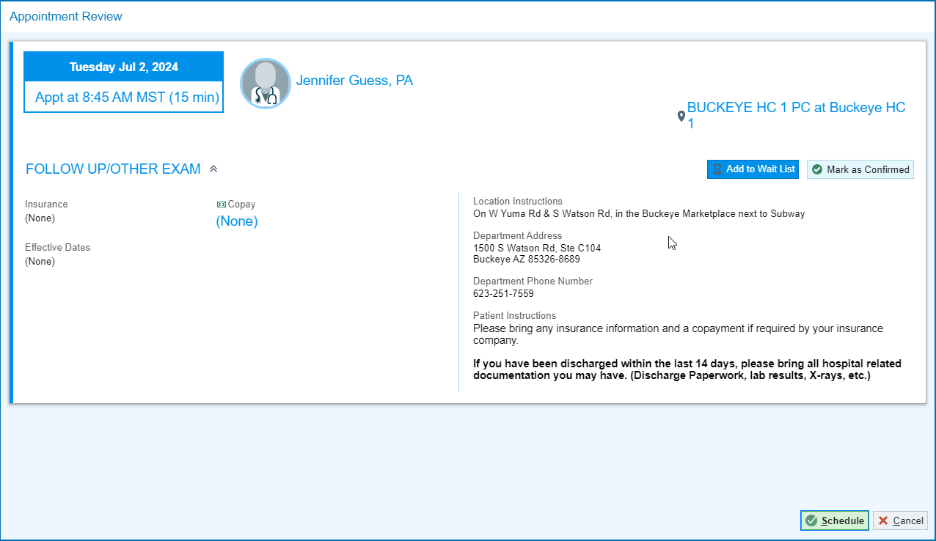 Appointment Review
Tuesday Jul 2, 2024
Appt at 8:45 AM MST (15 min)
Jennifer Guess, PA
BUCKEYE HC 1 PC at Buckeye HC
1
FOLLOW UP/OTHER EXAM
Add to Wait List
Mark as Confirmed
Insurance
(None)
Copay
(None)
Effective Dates
(None)
Location Instructions
On W Yuma Rd & S Watson Rd, in the Buckeye Marketplace next to Subway
Department Address
1500 S Watson Rd, Ste C104
Buckeye AZ 85326-8689
Department Phone Number
623-251-7559
Patient Instructions
Please bring any insurance information and a copayment if required by your insurance
company.
If you have been discharged within the last 14 days, please bring all hospital related
documentation you may have. (Discharge Paperwork, lab results, X-rays, etc.)
Schedule
Cancel